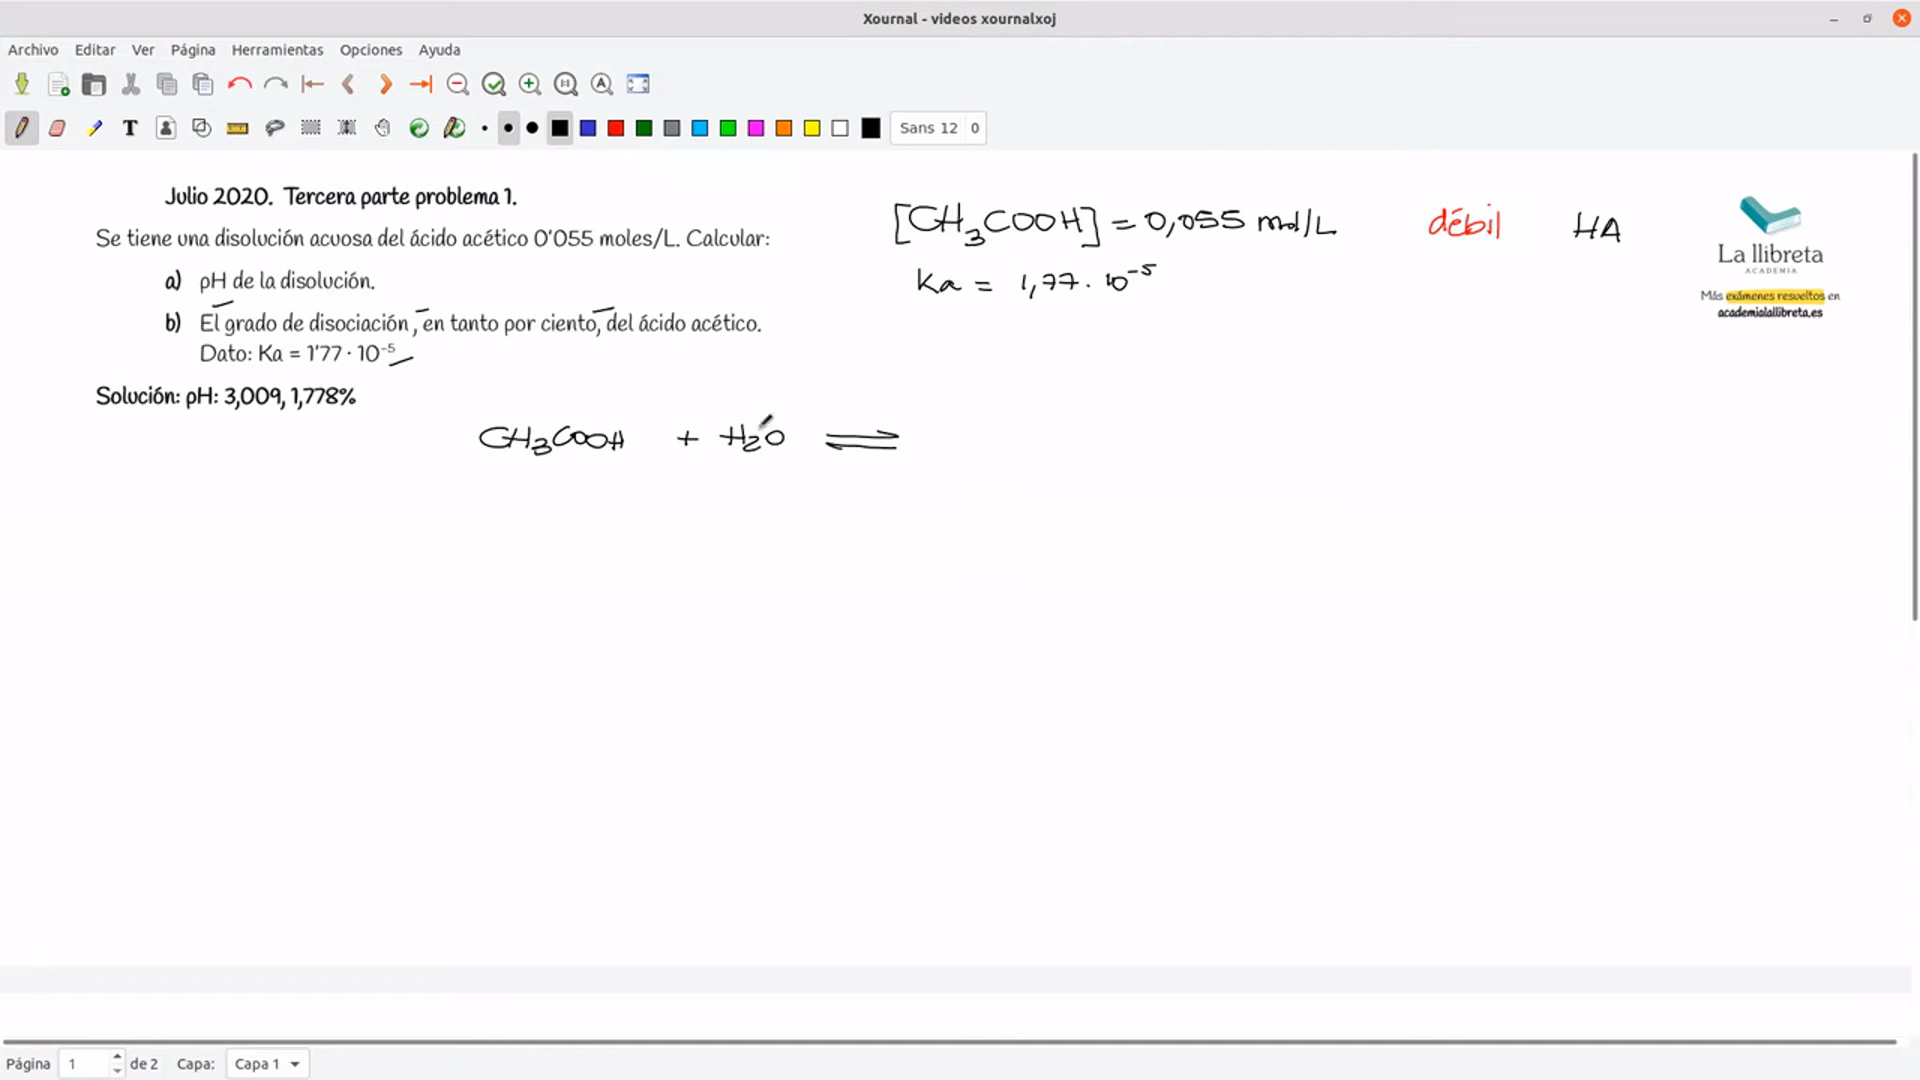 Xournal - videos xournalxoj
Archivo Editar Ver Página Herramientas Opciones Ayuda
Sans 12 0
Julio 2020. Tercera parte problema 1.
Se tiene una disolución acuosa del ácido acético 0'055 moles/L. Calcular:
a) pH de la disolución.
b) El grado de disociación, en tanto por ciento, del ácido acético.
Dato: Ka = 1'77 · 10⁻⁵
Solución: pH: 3,009, 1,778%
[CH₃COOH] = 0,055 mol/L débil HA
Ka = 1,77 · 10⁻⁵
La llibreta
ACADEMIA
Más exámenes resueltos en
academialallibreta.es
CH₃COOH + H₂O ⇌
Página 1 de 2 Capa: Capa 1